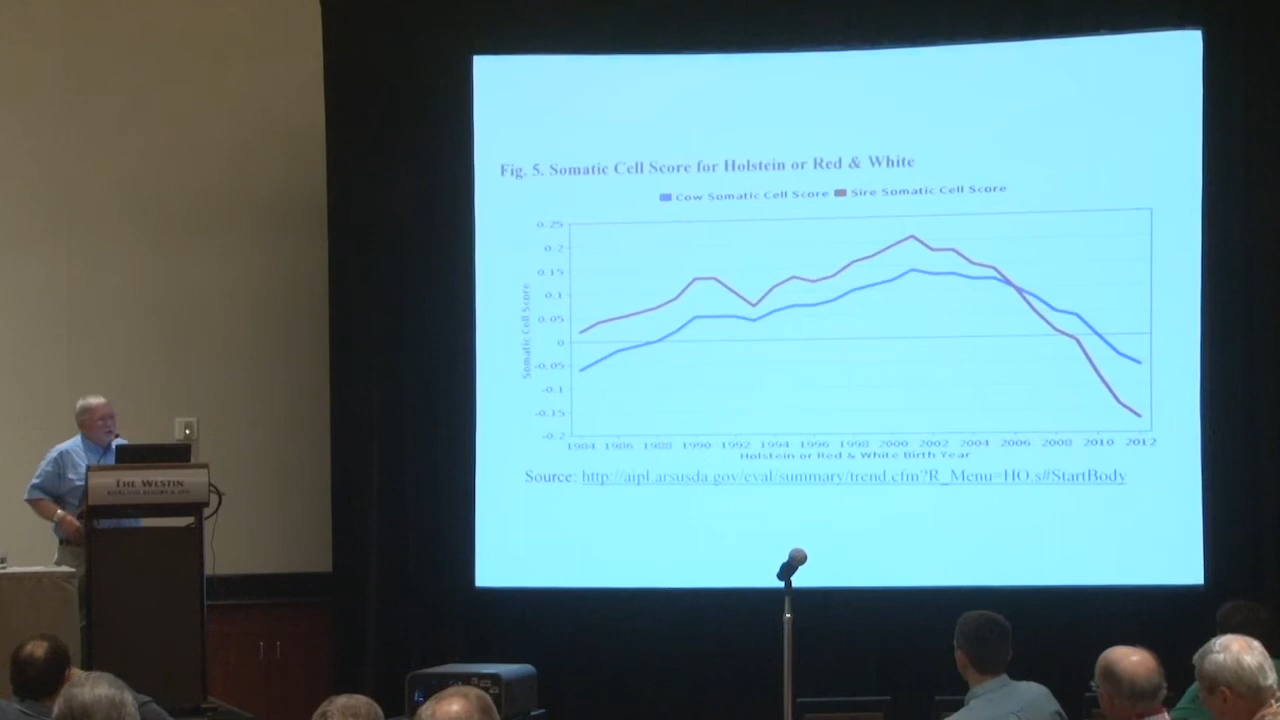 Fig. 5. Somatic Cell Score for Holstein or Red & White
Cow Somatic Cell Score Sire Somatic Cell Score
Somatic Cell Score
0.25
0.2
0.15
0.1
0.05
0
-0.05
-0.1
-0.15
-0.2
1984 1986 1988 1990 1992 1994 1996 1998 2000 2002 2004 2006 2008 2010 2012
Holstein or Red & White Birth Year
Source: http://aipl.arsusda.gov/eval/summary/trend.cfm?R_Menu=HO.s#StartBody
THE WESTIN